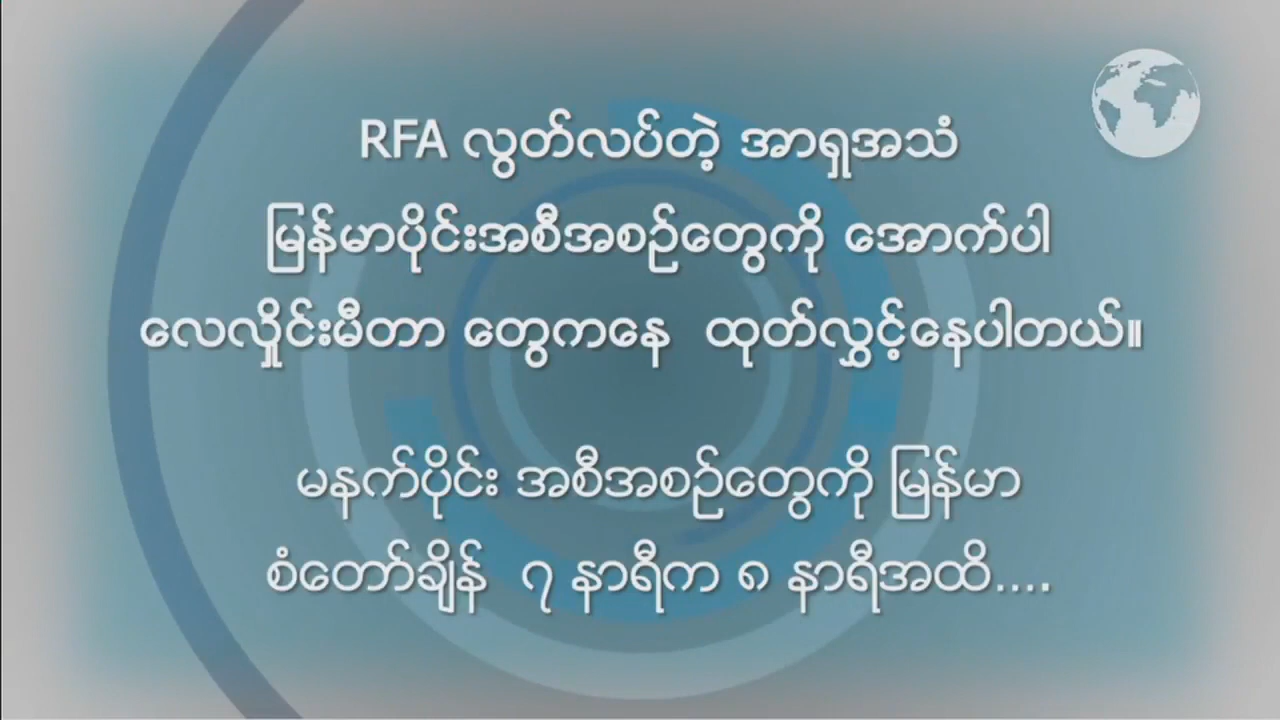 RFA လွတ်လပ်တဲ့ အာရှအသံ
မြန်မာပိုင်းအစီအစဉ်တွေကို အောက်ပါ
လေလှိုင်းမီတာ တွေကနေ ထုတ်လွှင့်နေပါတယ်။
မနက်ပိုင်း အစီအစဉ်တွေကို မြန်မာ
စံတော်ချိန် ၇ နာရီက ၈ နာရီအထိ....